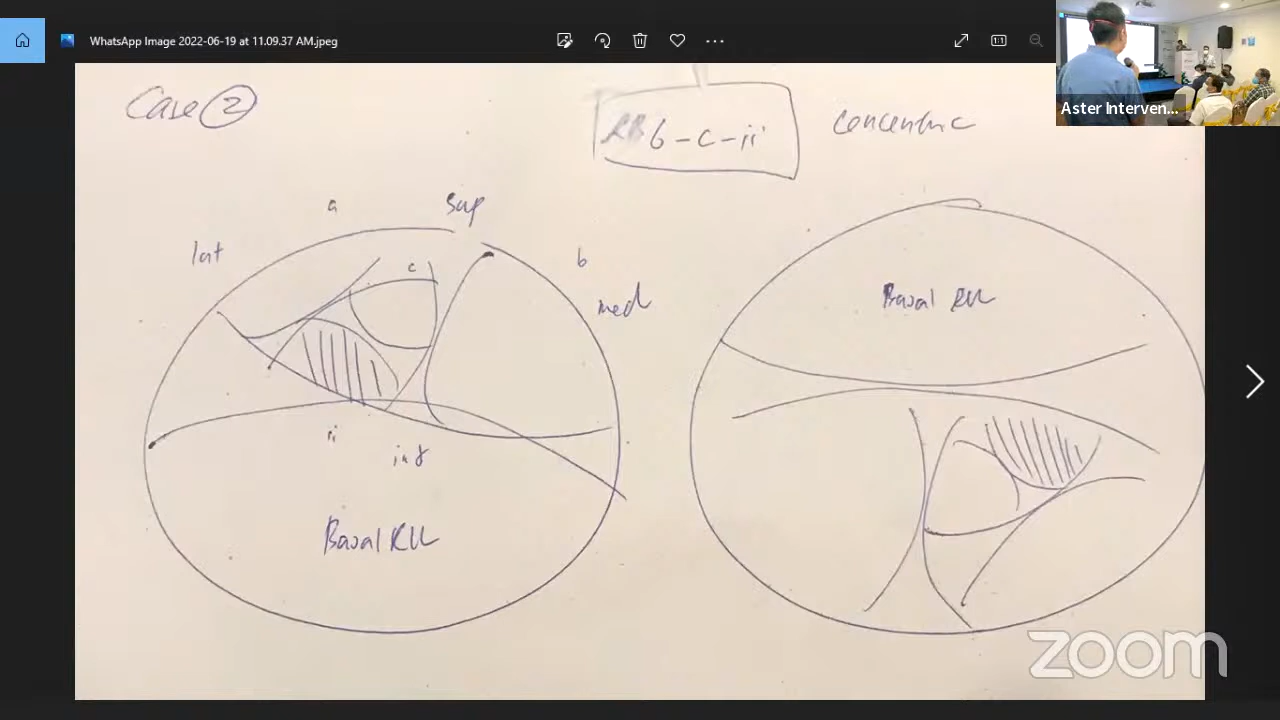 WhatsApp Image 2022-06-19 at 11.09.37 AM.jpeg
Aster Interven...
Case 2
RB6-c-ii
concentric
a
sup
lat
c
b
med
ii
inf
Basal RLL
Basal RLL
zoom